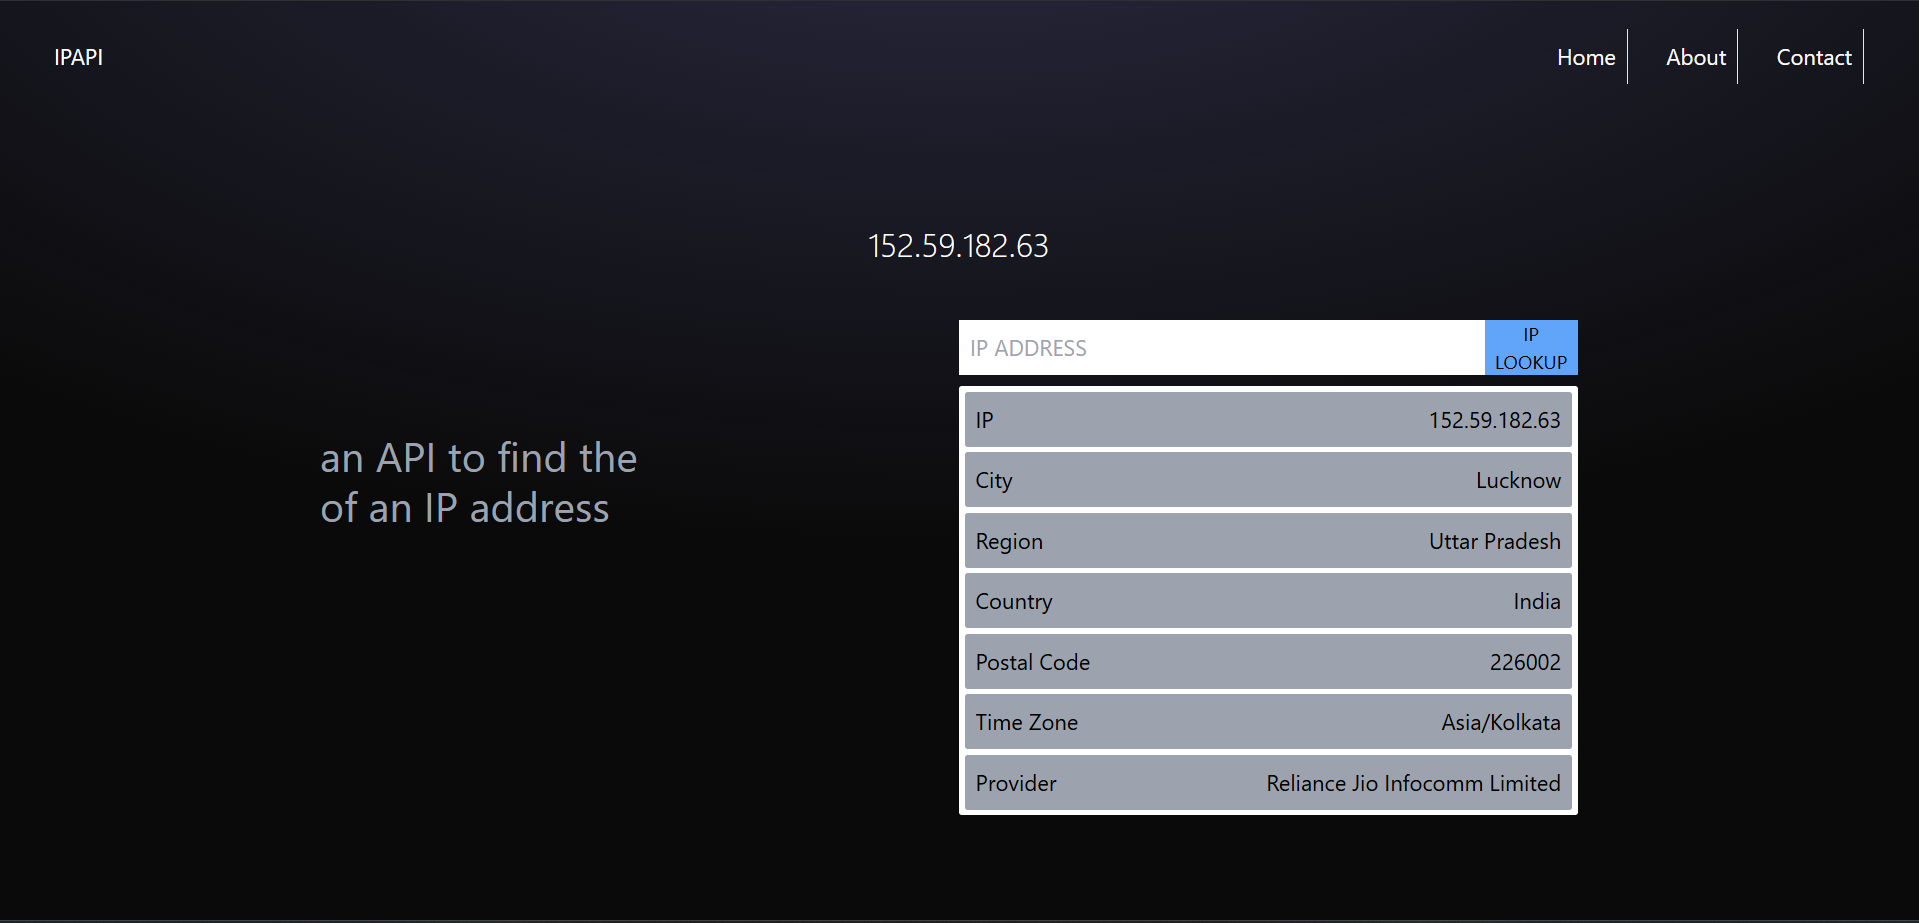 IPAPI
Home
About
Contact
152.59.182.63
an API to find the
of an IP address
IP ADDRESS
IP
LOOKUP
IP 152.59.182.63
City Lucknow
Region Uttar Pradesh
Country India
Postal Code 226002
Time Zone Asia/Kolkata
Provider Reliance Jio Infocomm Limited